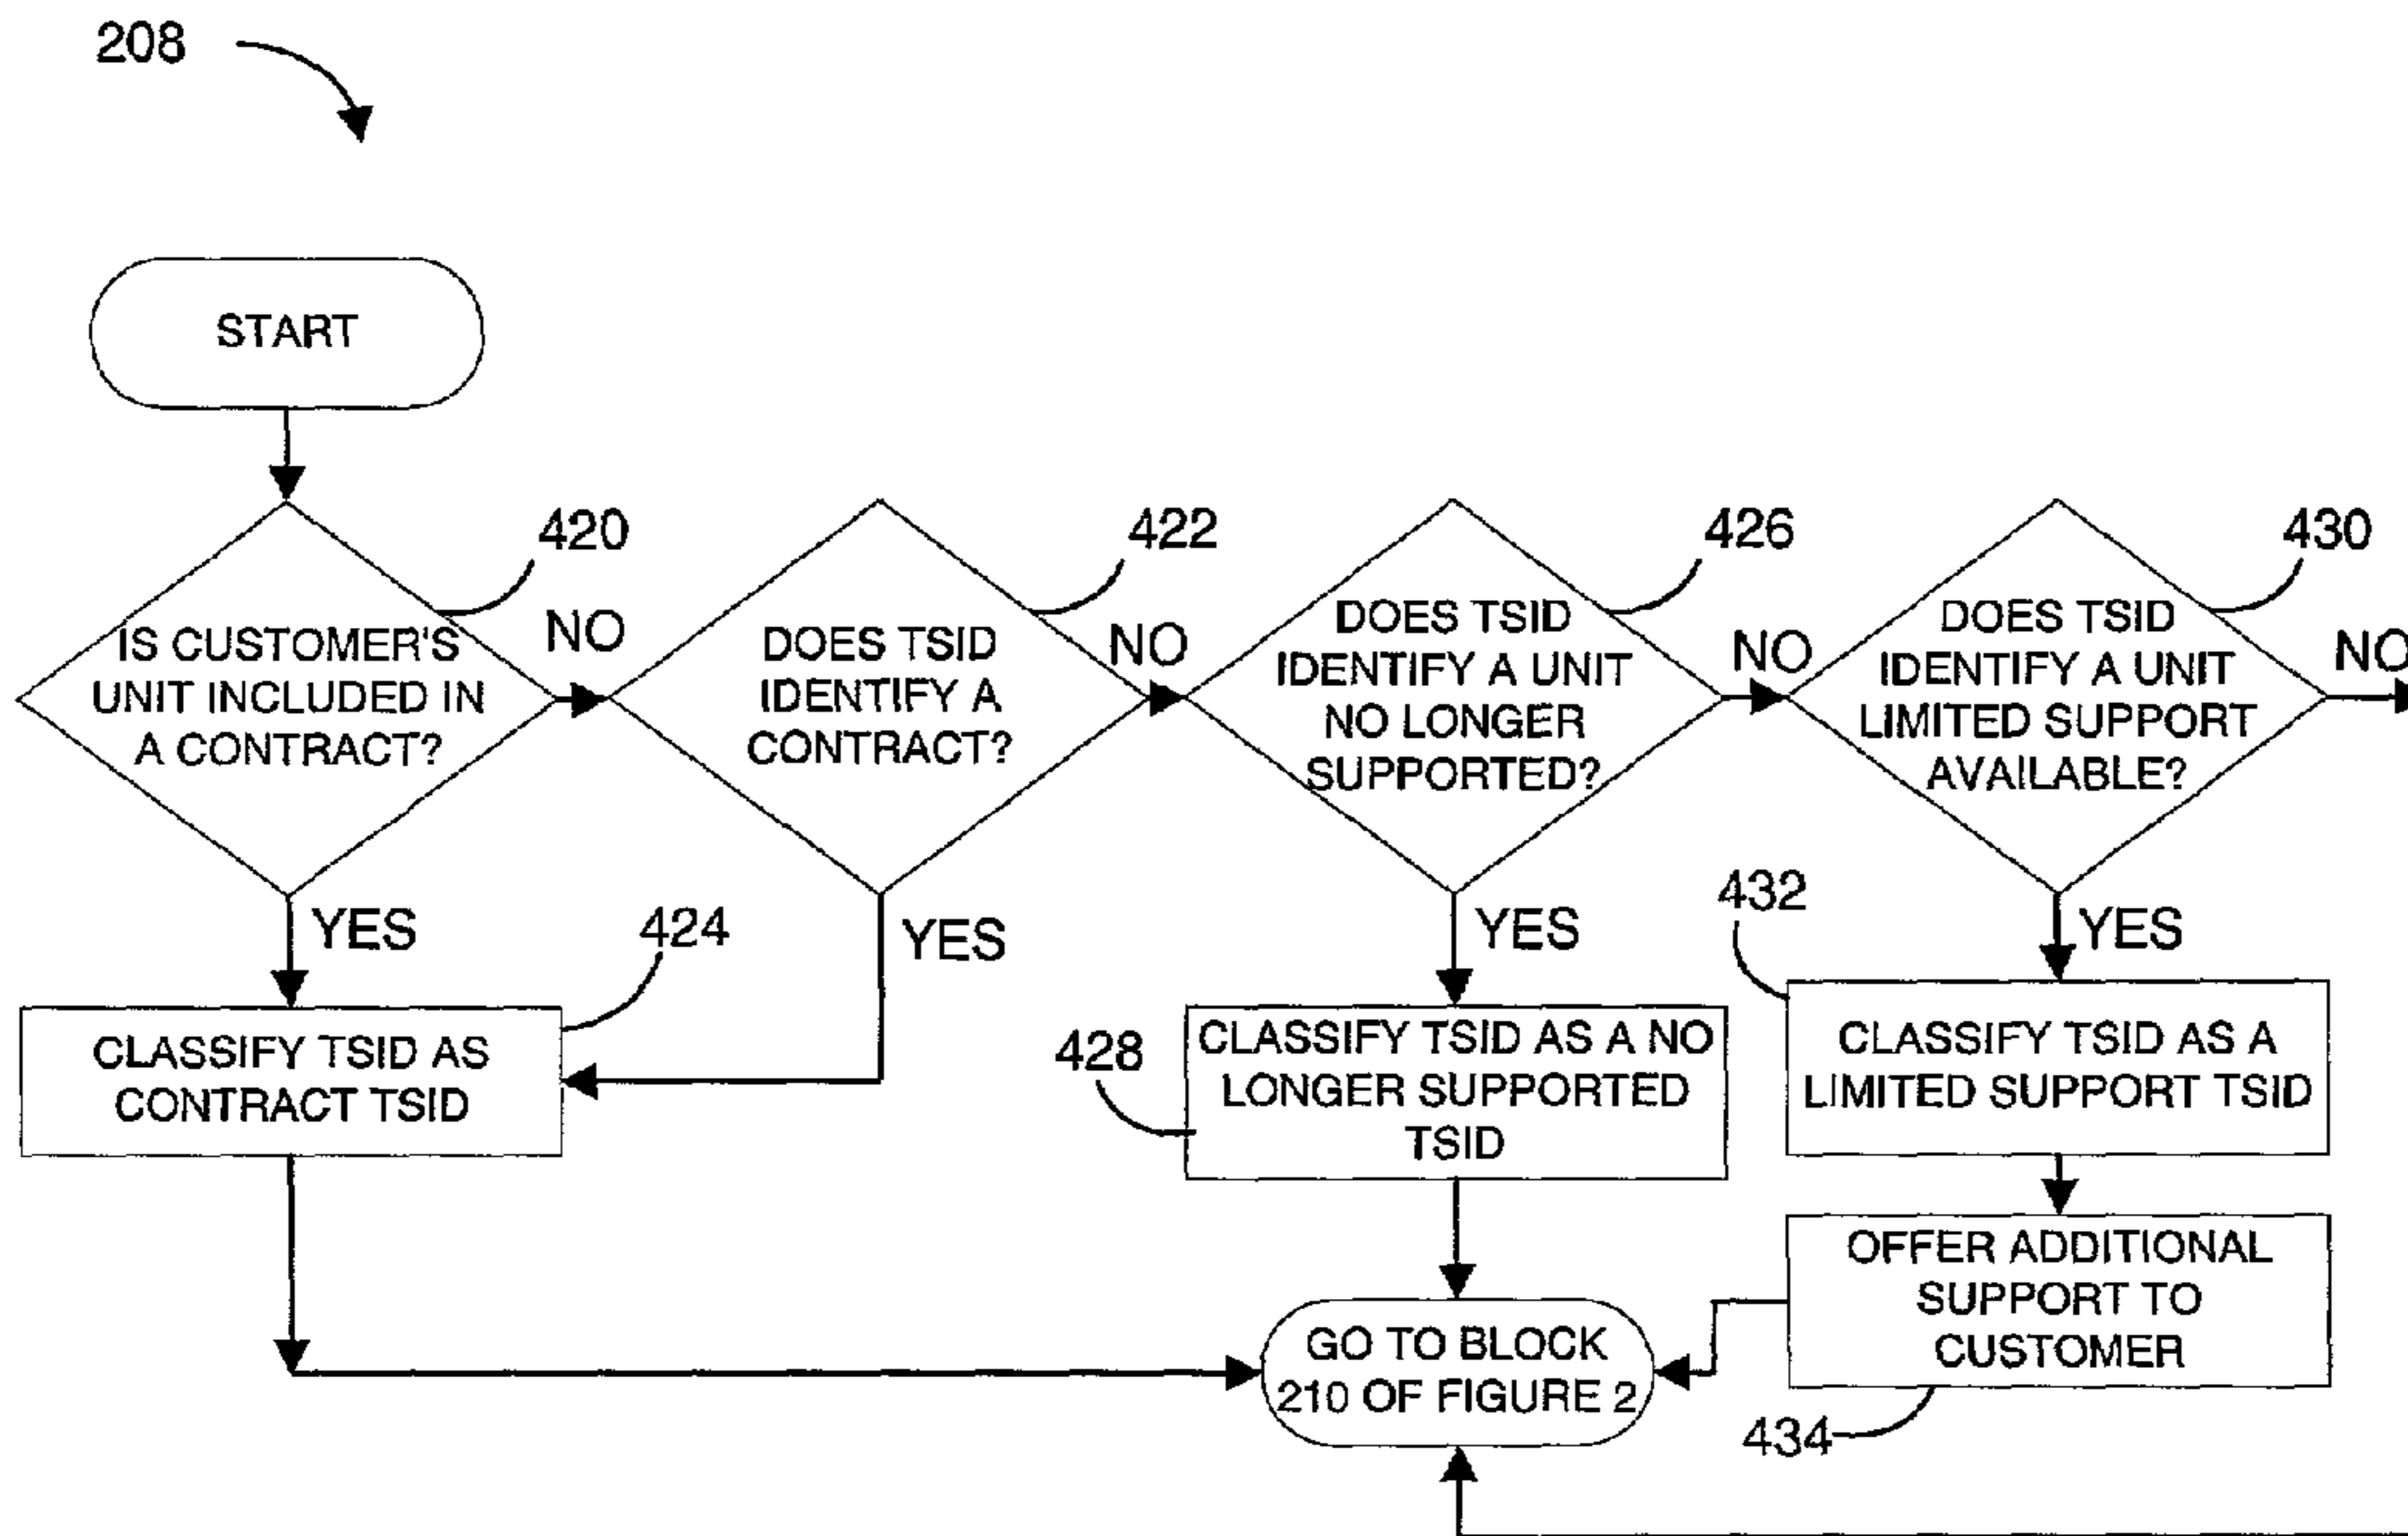 208
START
420
IS CUSTOMER'S
UNIT INCLUDED IN
A CONTRACT?
NO
422
DOES TSID
IDENTIFY A
CONTRACT?
NO
426
DOES TSID
IDENTIFY A UNIT
NO LONGER
SUPPORTED?
NO
430
DOES TSID
IDENTIFY A UNIT
LIMITED SUPPORT
AVAILABLE?
NO
YES
424
CLASSIFY TSID AS
CONTRACT TSID
YES
YES
428
CLASSIFY TSID AS A NO
LONGER SUPPORTED
TSID
YES
432
CLASSIFY TSID AS A
LIMITED SUPPORT TSID
OFFER ADDITIONAL
SUPPORT TO
CUSTOMER
434
GO TO BLOCK
210 OF FIGURE 2